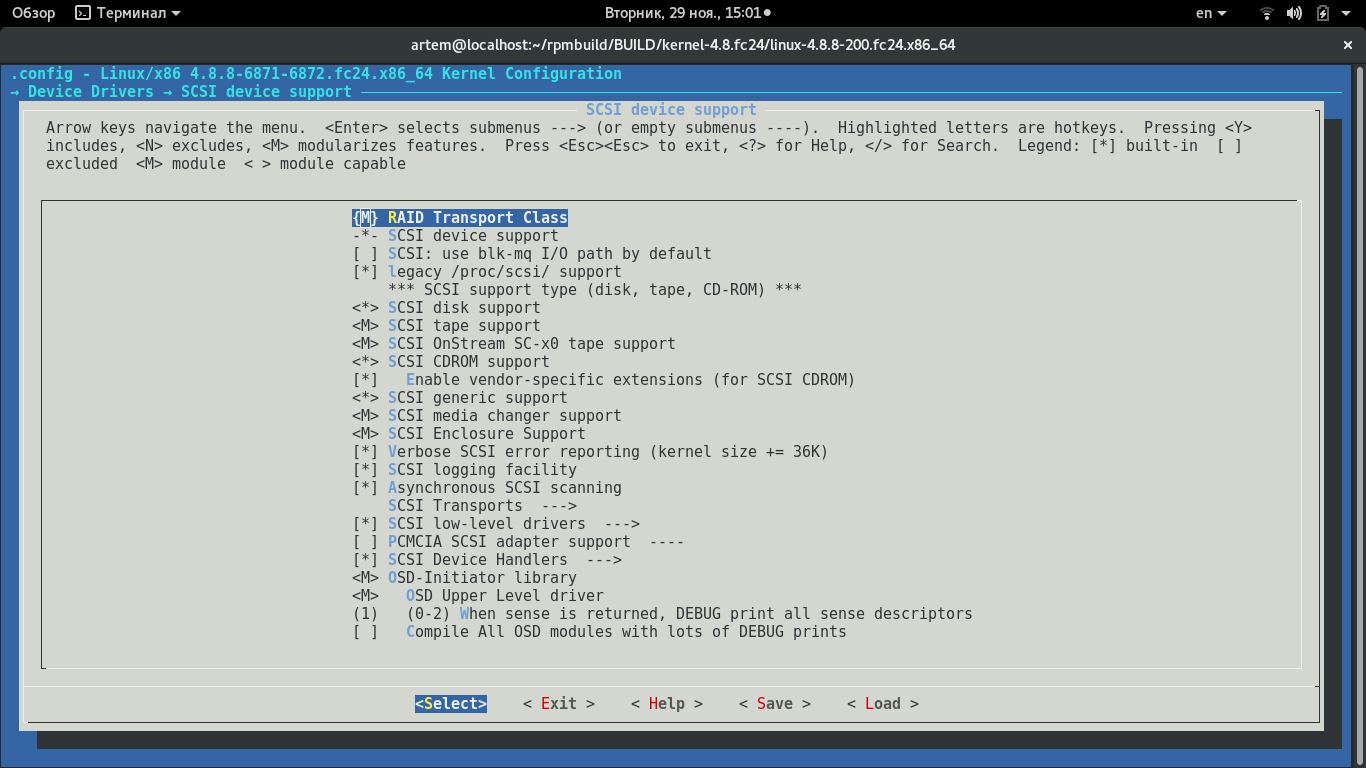 Обзор Терминал Вторник, 29 ноя., 15:01 en
artem@localhost:~/rpmbuild/BUILD/kernel-4.8.fc24/linux-4.8.8-200.fc24.x86_64
.config - Linux/x86 4.8.8-6871-6872.fc24.x86_64 Kernel Configuration
→ Device Drivers → SCSI device support
SCSI device support
Arrow keys navigate the menu.  <Enter> selects submenus ---> (or empty submenus ----).  Highlighted letters are hotkeys.  Pressing <Y>
includes, <N> excludes, <M> modularizes features.  Press <Esc><Esc> to exit, <?> for Help, </> for Search.  Legend: [*] built-in  [ ]
excluded  <M> module  < > module capable
{M} RAID Transport Class
-*- SCSI device support
[ ] SCSI: use blk-mq I/O path by default
[*] legacy /proc/scsi/ support
*** SCSI support type (disk, tape, CD-ROM) ***
<*> SCSI disk support
<M> SCSI tape support
<M> SCSI OnStream SC-x0 tape support
<*> SCSI CDROM support
[*]   Enable vendor-specific extensions (for SCSI CDROM)
<*> SCSI generic support
<M> SCSI media changer support
<M> SCSI Enclosure Support
[*] Verbose SCSI error reporting (kernel size += 36K)
[*] SCSI logging facility
[*] Asynchronous SCSI scanning
SCSI Transports  --->
[*] SCSI low-level drivers  --->
[ ] PCMCIA SCSI adapter support  ----
[*] SCSI Device Handlers  --->
<M> OSD-Initiator library
<M>   OSD Upper Level driver
(1)   (0-2) When sense is returned, DEBUG print all sense descriptors
[ ]   Compile All OSD modules with lots of DEBUG prints
<Select>    < Exit >    < Help >    < Save >    < Load >